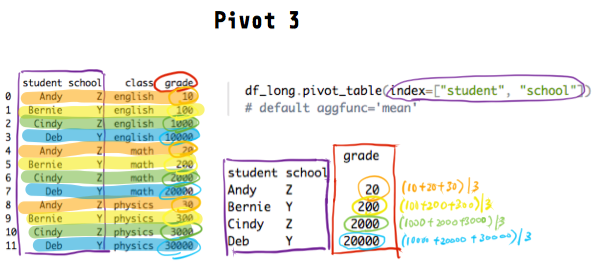 Pivot 3
student school class grade
0 Andy Z english 10
1 Bernie Y english 100
2 Cindy Z english 1000
3 Deb Y english 10000
4 Andy Z math 20
5 Bernie Y math 200
6 Cindy Z math 2000
7 Deb Y math 20000
8 Andy Z physics 30
9 Bernie Y physics 300
10 Cindy Z physics 3000
11 Deb Y physics 30000
df_long.pivot_table(index=["student", "school"])
# default aggfunc='mean'
grade
student school
Andy Z 20 (10+20+30)/3
Bernie Y 200 (100+200+300)/3
Cindy Z 2000 (1000+2000+3000)/3
Deb Y 20000 (10000+20000+30000)/3